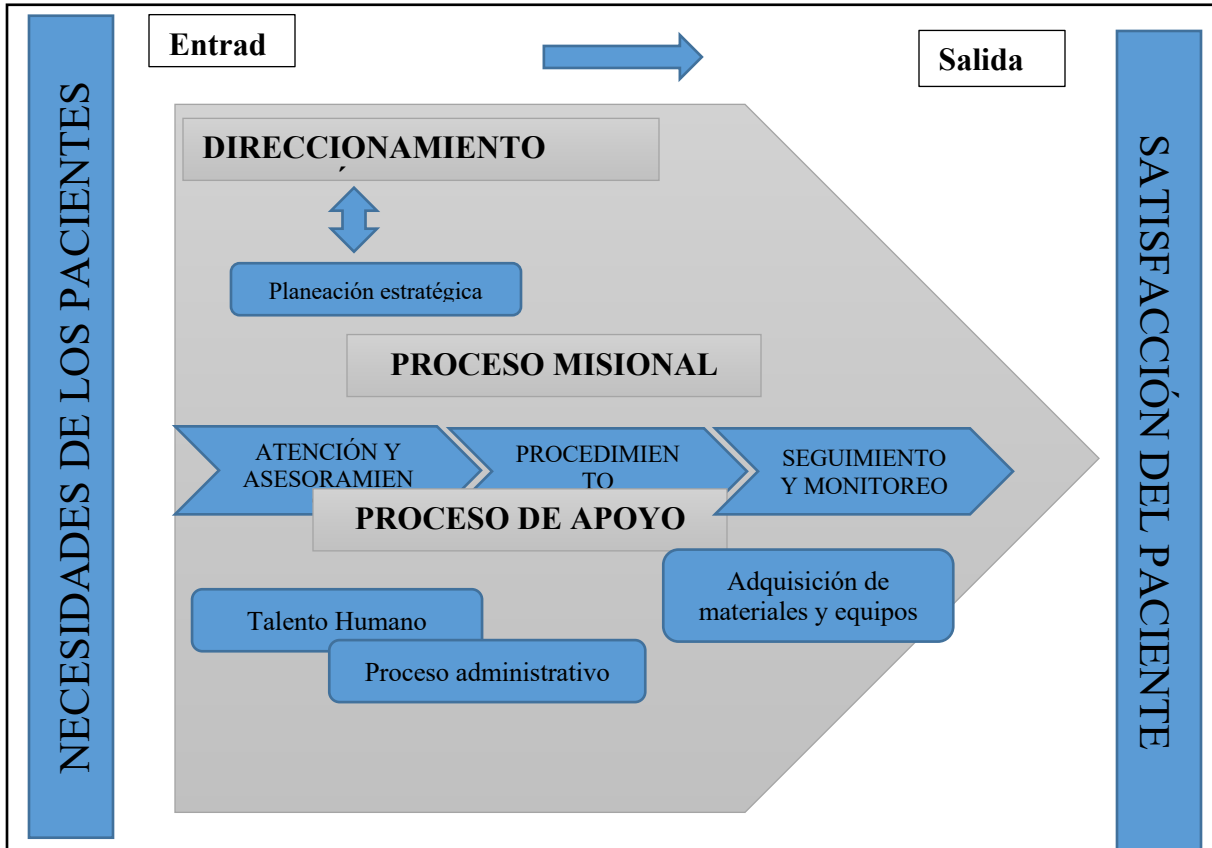 NECESIDADES DE LOS PACIENTES
Entrad
Salida
DIRECCIONAMIENTO
Planeación estratégica
PROCESO MISIONAL
ATENCIÓN Y
ASESORAMIEN
PROCEDIMIEN
TO
SEGUIMIENTO
Y MONITOREO
PROCESO DE APOYO
Talento Humano
Proceso administrativo
Adquisición de
materiales y equipos
SATISFACCIÓN DEL PACIENTE